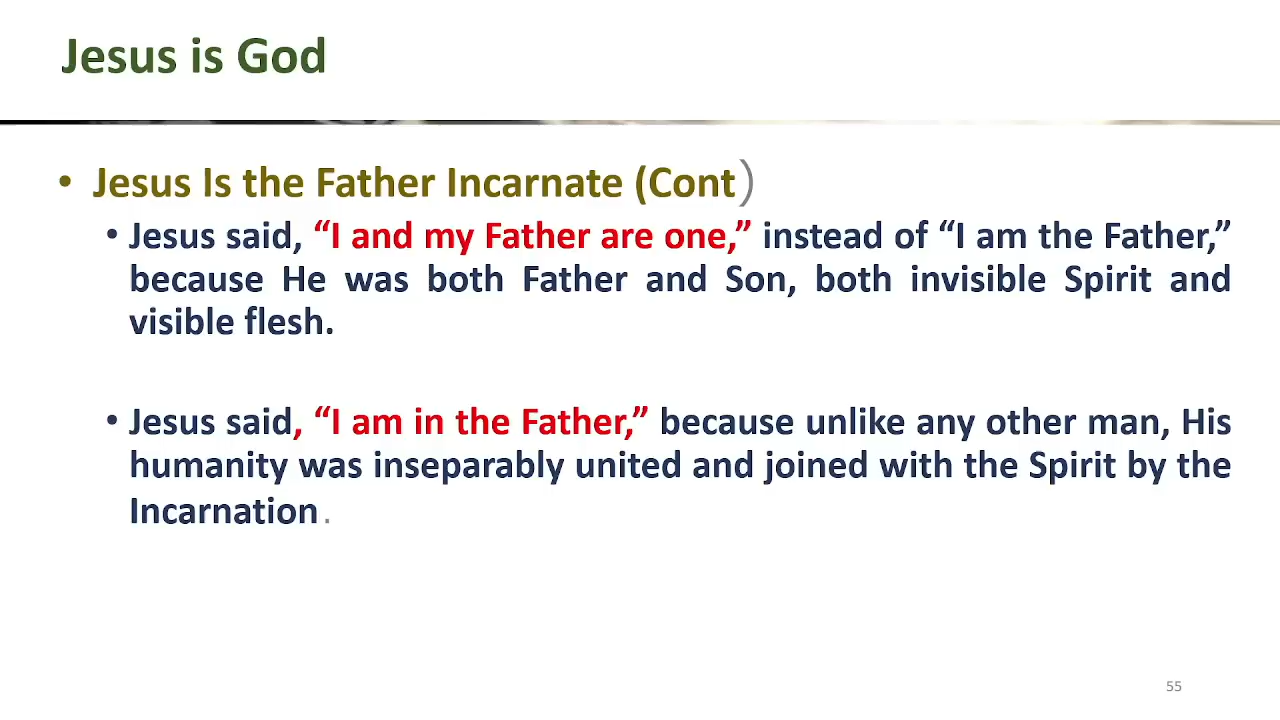 Jesus is God
• Jesus Is the Father Incarnate (Cont)
• Jesus said, “I and my Father are one,” instead of “I am the Father,”
because He was both Father and Son, both invisible Spirit and
visible flesh.
• Jesus said, “I am in the Father,” because unlike any other man, His
humanity was inseparably united and joined with the Spirit by the
Incarnation.
55